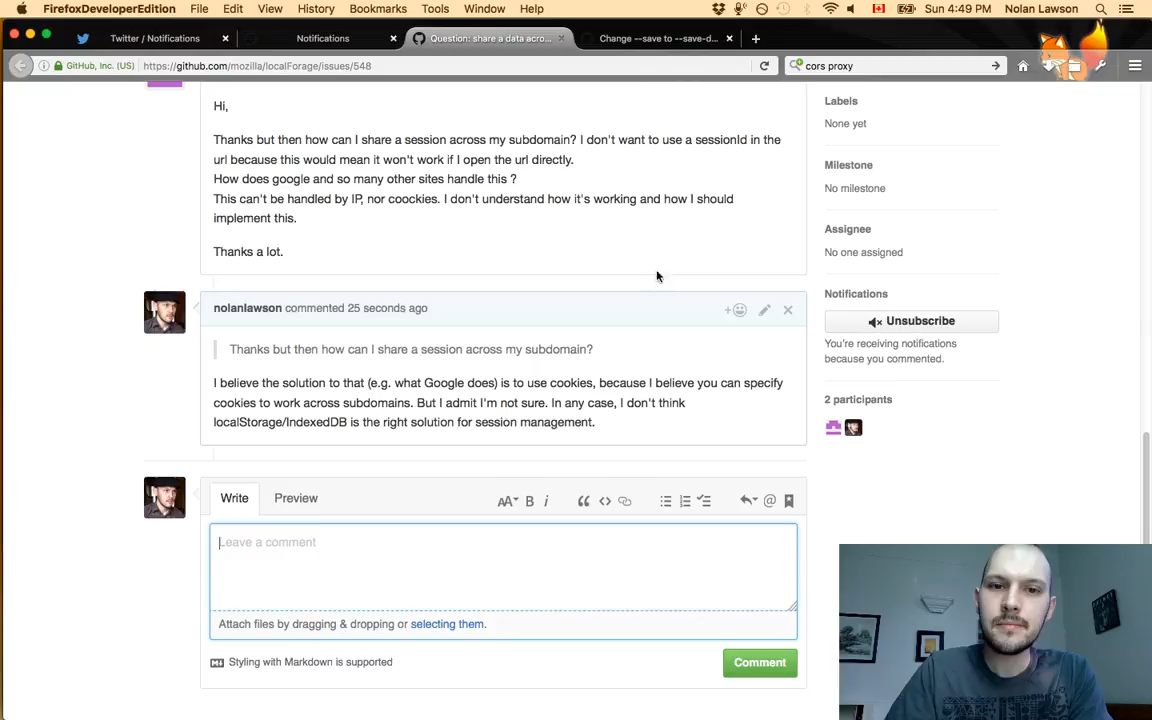 FirefoxDeveloperEdition File Edit View History Bookmarks Tools Window Help Sun 4:49 PM Nolan Lawson
Twitter / Notifications
Notifications
Question: share a data acro...
Change --save to --save-d...
GitHub, Inc. (US) https://github.com/mozilla/localForage/issues/548
cors proxy
Hi,
Thanks but then how can I share a session across my subdomain? I don't want to use a sessionId in the
url because this would mean it won't work if I open the url directly.
How does google and so many other sites handle this ?
This can't be handled by IP, nor coockies. I don't understand how it's working and how I should
implement this.
Thanks a lot.
nolanlawson commented 25 seconds ago
Thanks but then how can I share a session across my subdomain?
I believe the solution to that (e.g. what Google does) is to use cookies, because I believe you can specify
cookies to work across subdomains. But I admit I'm not sure. In any case, I don't think
localStorage/IndexedDB is the right solution for session management.
Write Preview
AA B i
Leave a comment
Attach files by dragging & dropping or selecting them.
Styling with Markdown is supported
Comment
Labels
None yet
Milestone
No milestone
Assignee
No one assigned
Notifications
Unsubscribe
You're receiving notifications
because you commented.
2 participants